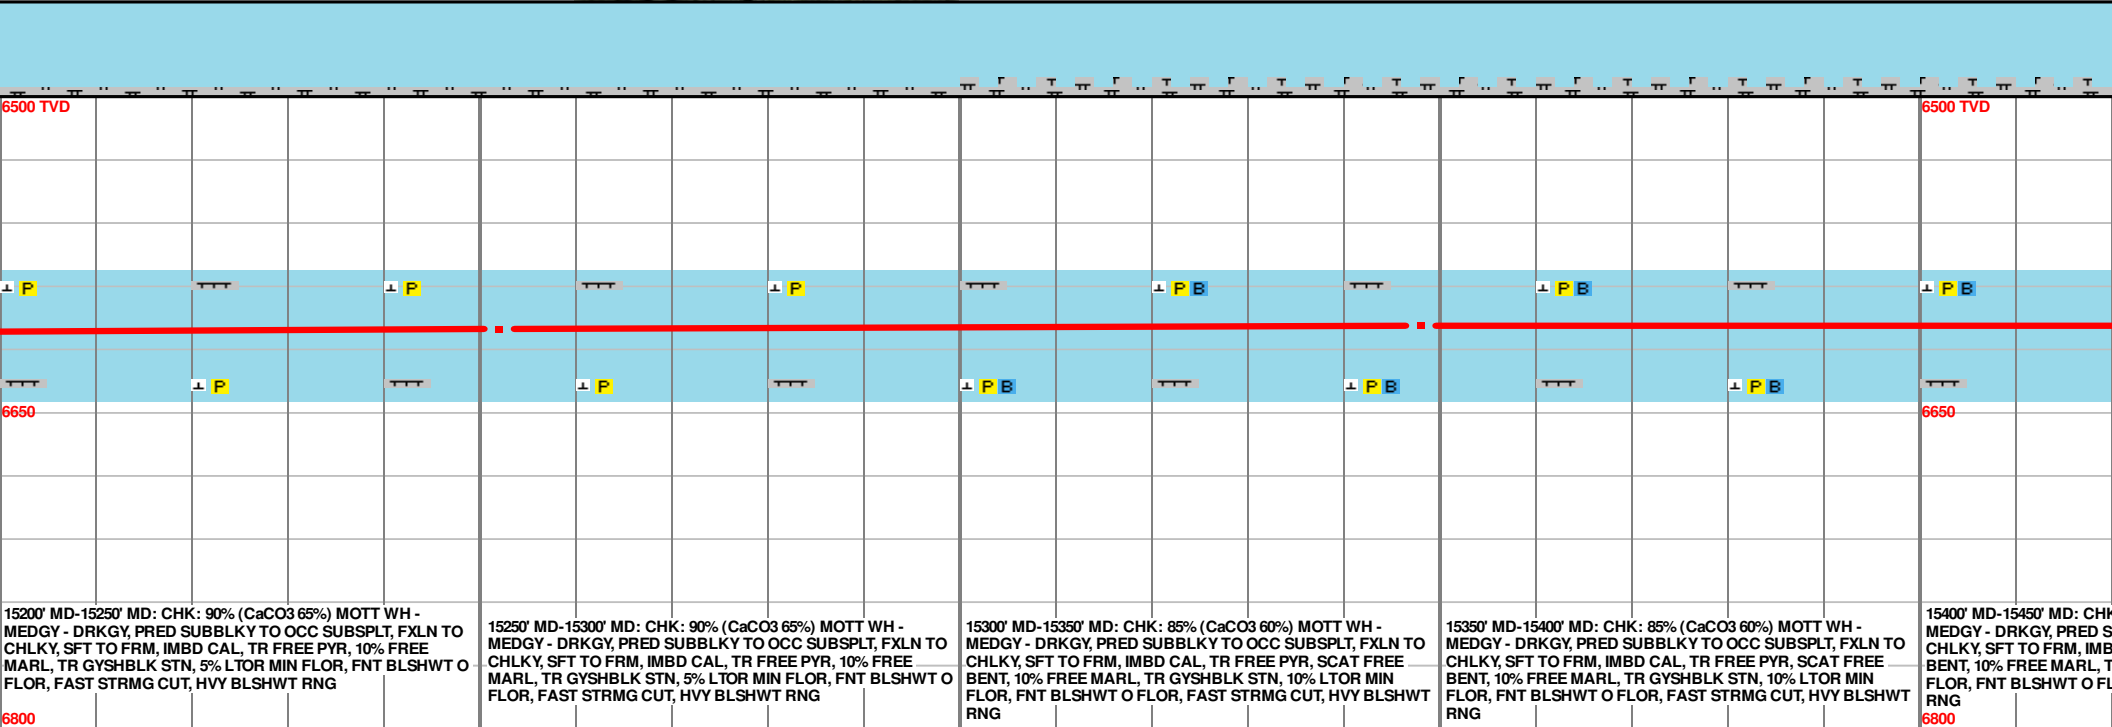 6500 TVD
6500 TVD
P
P
P
P B
P B
P B
P
P
P B
P B
P B
6650
6650
15200' MD-15250' MD: CHK: 90% (CaCO3 65%) MOTT WH -
MEDGY - DRKGY, PRED SUBBLKY TO OCC SUBSPLT, FXLN TO
CHLKY, SFT TO FRM, IMBD CAL, TR FREE PYR, 10% FREE
MARL, TR GYSHBLK STN, 5% LTOR MIN FLOR, FNT BLSHWT O
FLOR, FAST STRMG CUT, HVY BLSHWT RNG
15250' MD-15300' MD: CHK: 90% (CaCO3 65%) MOTT WH -
MEDGY - DRKGY, PRED SUBBLKY TO OCC SUBSPLT, FXLN TO
CHLKY, SFT TO FRM, IMBD CAL, TR FREE PYR, 10% FREE
MARL, TR GYSHBLK STN, 5% LTOR MIN FLOR, FNT BLSHWT O
FLOR, FAST STRMG CUT, HVY BLSHWT RNG
15300' MD-15350' MD: CHK: 85% (CaCO3 60%) MOTT WH -
MEDGY - DRKGY, PRED SUBBLKY TO OCC SUBSPLT, FXLN TO
CHLKY, SFT TO FRM, IMBD CAL, TR FREE PYR, SCAT FREE
BENT, 10% FREE MARL, TR GYSHBLK STN, 10% LTOR MIN
FLOR, FNT BLSHWT O FLOR, FAST STRMG CUT, HVY BLSHWT
RNG
15350' MD-15400' MD: CHK: 85% (CaCO3 60%) MOTT WH -
MEDGY - DRKGY, PRED SUBBLKY TO OCC SUBSPLT, FXLN TO
CHLKY, SFT TO FRM, IMBD CAL, TR FREE PYR, SCAT FREE
BENT, 10% FREE MARL, TR GYSHBLK STN, 10% LTOR MIN
FLOR, FNT BLSHWT O FLOR, FAST STRMG CUT, HVY BLSHWT
RNG
15400' MD-15450' MD: CHK
MEDGY - DRKGY, PRED S
CHLKY, SFT TO FRM, IMB
BENT, 10% FREE MARL, T
FLOR, FNT BLSHWT O FL
RNG
6800
6800